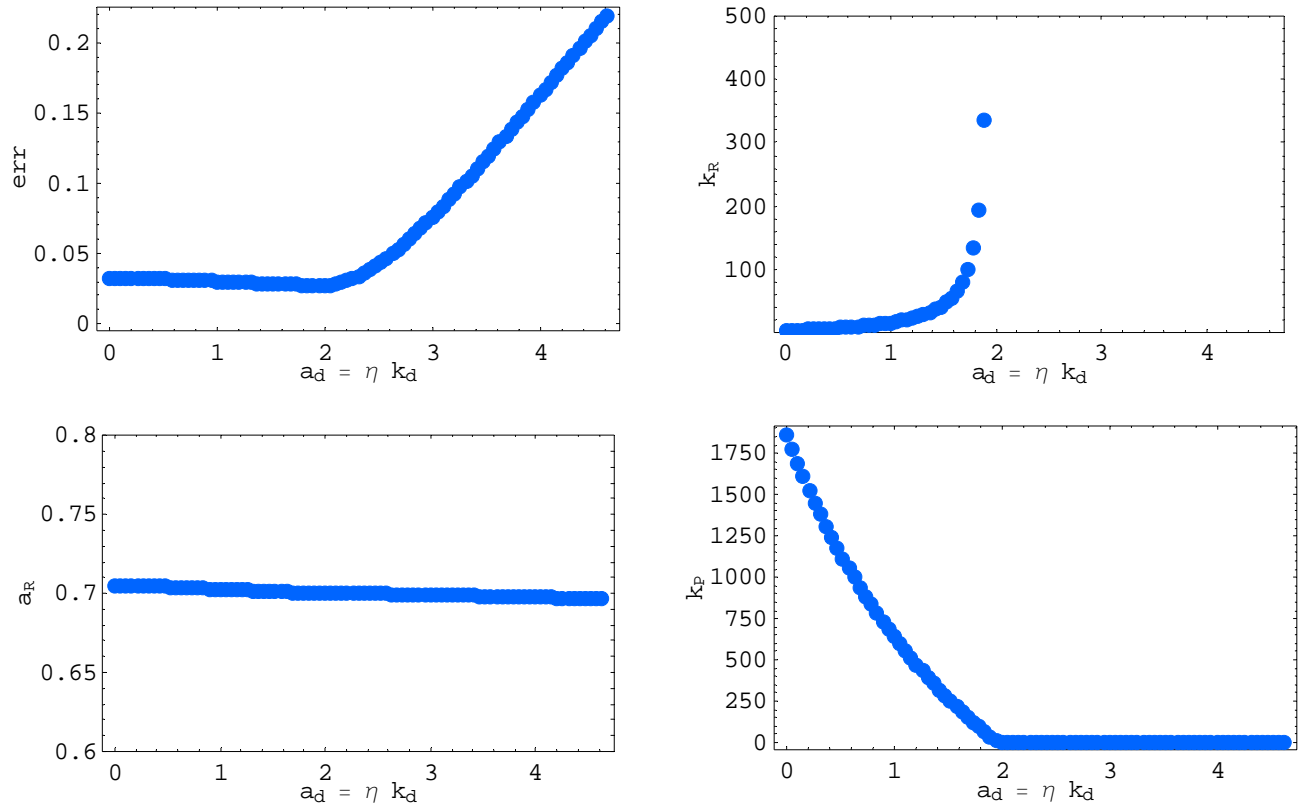 0.2
0.15
0.1
0.05
0
err
0 1 2 3 4
a_d = η k_d
500
400
300
200
100
k_R
0 1 2 3 4
a_d = η k_d
0.8
0.75
0.7
0.65
0.6
a_R
0 1 2 3 4
a_d = η k_d
1750
1500
1250
1000
750
500
250
0
k_p
0 1 2 3 4
a_d = η k_d